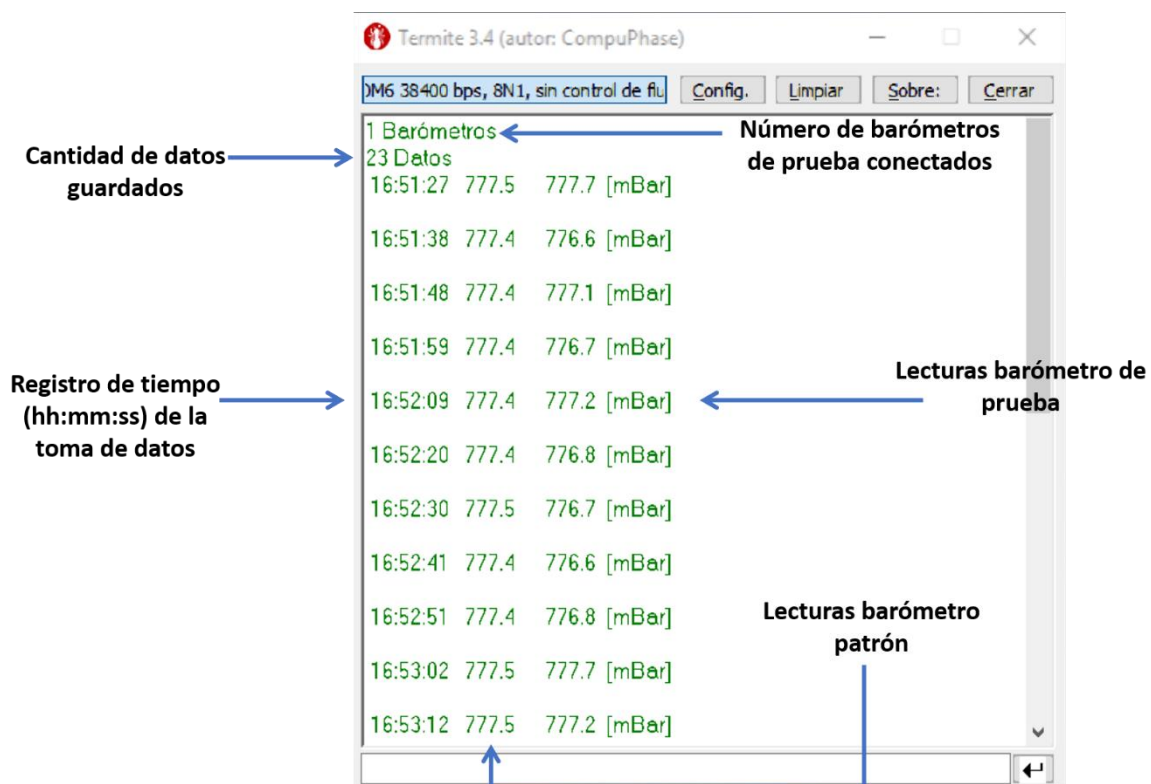 Termite 3.4 (autor: CompuPhase)
OM6 38400 bps, 8N1, sin control de flu
Config.
Limpiar
Sobre:
Cerrar
1 Barómetros
23 Datos
16:51:27 777.5 777.7 [mBar]
16:51:38 777.4 776.6 [mBar]
16:51:48 777.4 777.1 [mBar]
16:51:59 777.4 776.7 [mBar]
16:52:09 777.4 777.2 [mBar]
16:52:20 777.4 776.8 [mBar]
16:52:30 777.5 776.7 [mBar]
16:52:41 777.4 776.6 [mBar]
16:52:51 777.4 776.8 [mBar]
16:53:02 777.5 777.7 [mBar]
16:53:12 777.5 777.2 [mBar]
Cantidad de datos
guardados
Número de barómetros
de prueba conectados
Registro de tiempo
(hh:mm:ss) de la
toma de datos
Lecturas barómetro de
prueba
Lecturas barómetro
patrón